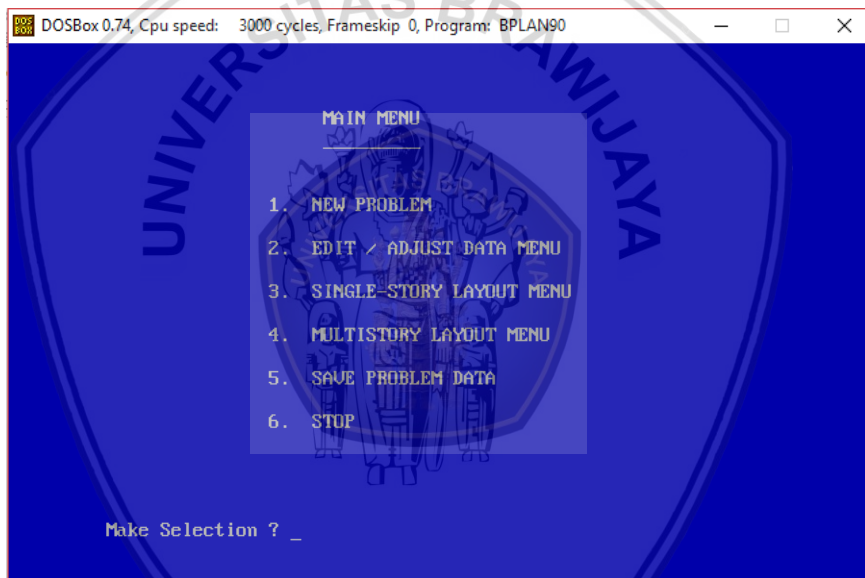 DOSBox 0.74, Cpu speed: 3000 cycles, Frameskip 0, Program: BPLAN90
UNIVERSITAS BRAWIJAYA
MAIN MENU
UNIVERSITAS BRAWIJAYA
1. NEW PROBLEM
2. EDIT / ADJUST DATA MENU
3. SINGLE-STORY LAYOUT MENU
4. MULTISTORY LAYOUT MENU
5. SAVE PROBLEM DATA
6. STOP
Make Selection ? _